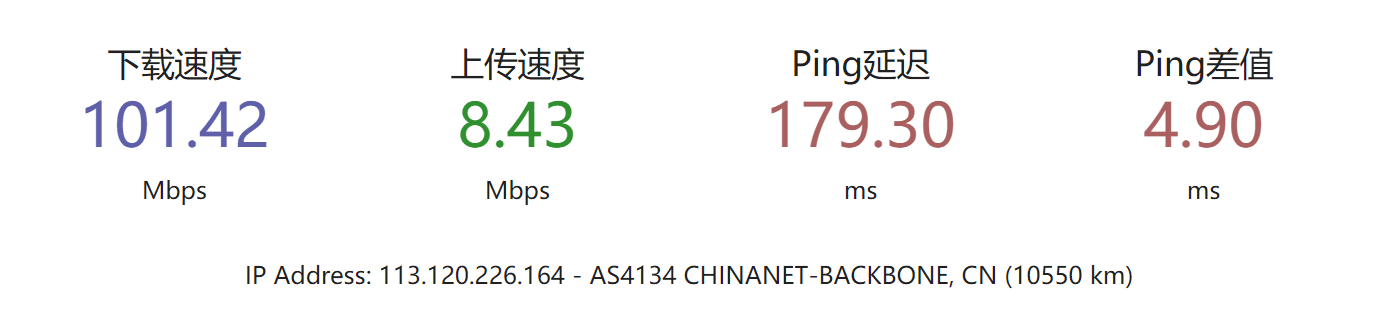 下载速度 上传速度 Ping延迟 Ping差值
101.42 8.43 179.30 4.90
Mbps Mbps ms ms
IP Address: 113.120.226.164 - AS4134 CHINANET-BACKBONE, CN (10550 km)